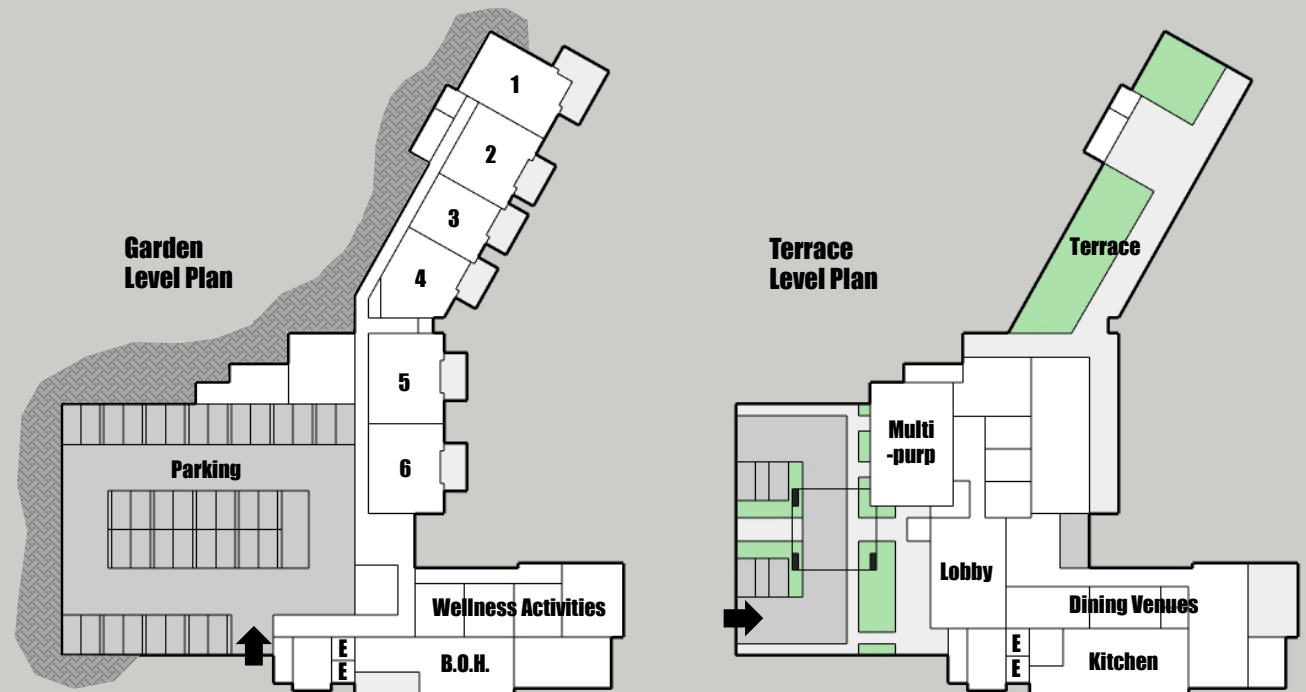 Garden
Level Plan
1
2
3
4
5
6
Parking
Wellness Activities
E
E
B.O.H.
Terrace
Level Plan
Terrace
Multi
-purp
Lobby
Dining Venues
E
E
Kitchen